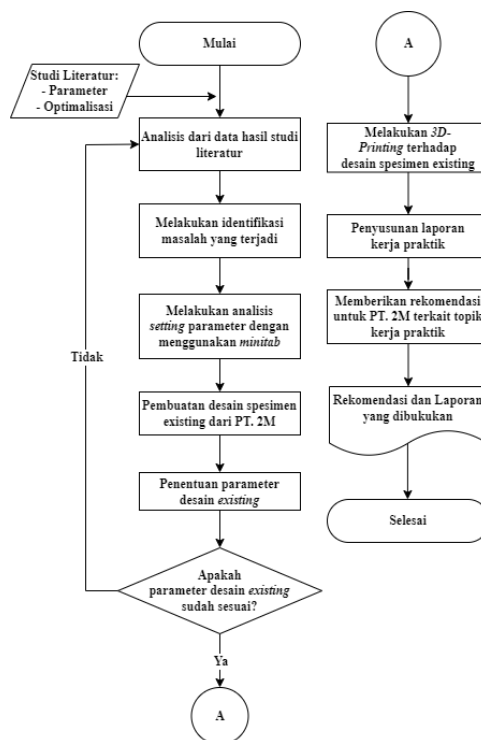 Mulai
Studi Literatur:
- Parameter
- Optimalisasi
Analisis dari data hasil studi
literatur
Melakukan identifikasi
masalah yang terjadi
Melakukan analisis
setting parameter dengan
menggunakan minitab
Tidak
Pembuatan desain spesimen
existing dari PT. 2M
Penentuan parameter
desain existing
Apakah
parameter desain existing
sudah sesuai?
Ya
A
A
Melakukan 3D-
Printing terhadap
desain spesimen existing
Penyusunan laporan
kerja praktik
Memberikan rekomendasi
untuk PT. 2M terkait topik
kerja praktik
Rekomendasi dan Laporan
yang dibukukan
Selesai